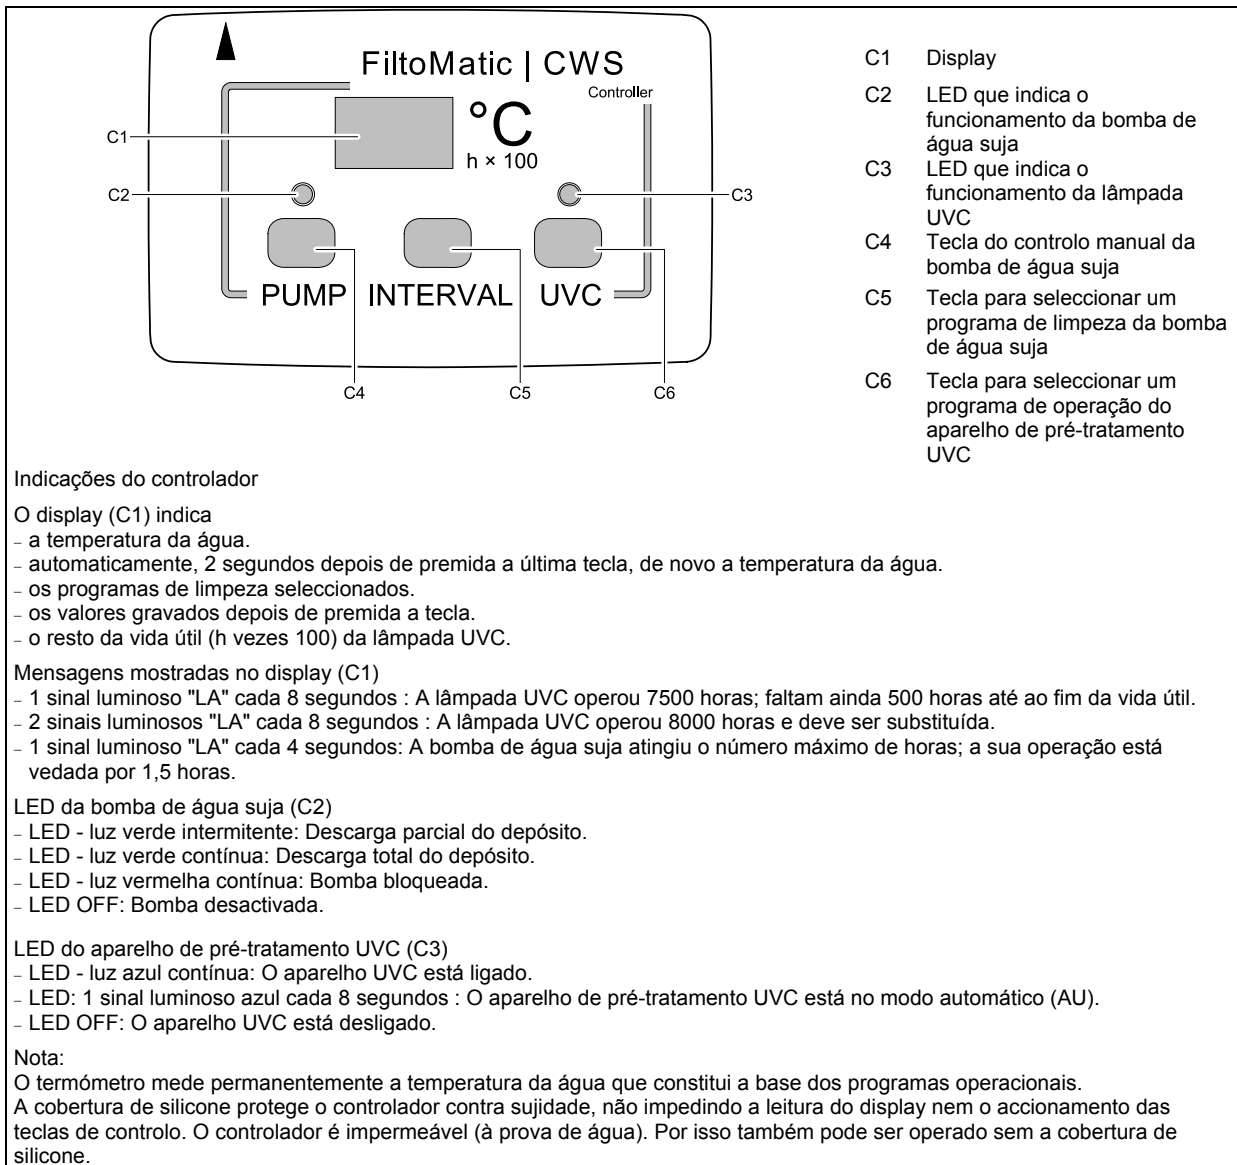 FiltoMatic | CWS
Controller
°C
h × 100
C1
C2
C3
PUMP INTERVAL UVC
C4
C5
C6
C1 Display
C2 LED que indica o
funcionamento da bomba de
água suja
C3 LED que indica o
funcionamento da lâmpada
UVC
C4 Tecla do controlo manual da
bomba de água suja
C5 Tecla para seleccionar um
programa de limpeza da bomba
de água suja
C6 Tecla para seleccionar um
programa de operação do
aparelho de pré-tratamento
UVC
Indicações do controlador
O display (C1) indica
– a temperatura da água.
– automaticamente, 2 segundos depois de premida a última tecla, de novo a temperatura da água.
– os programas de limpeza seleccionados.
– os valores gravados depois de premida a tecla.
– o resto da vida útil (h vezes 100) da lâmpada UVC.
Mensagens mostradas no display (C1)
– 1 sinal luminoso "LA" cada 8 segundos : A lâmpada UVC operou 7500 horas; faltam ainda 500 horas até ao fim da vida útil.
– 2 sinais luminosos "LA" cada 8 segundos : A lâmpada UVC operou 8000 horas e deve ser substituída.
– 1 sinal luminoso "LA" cada 4 segundos: A bomba de água suja atingiu o número máximo de horas; a sua operação está
vedada por 1,5 horas.
LED da bomba de água suja (C2)
– LED - luz verde intermitente: Descarga parcial do depósito.
– LED - luz verde contínua: Descarga total do depósito.
– LED - luz vermelha contínua: Bomba bloqueada.
– LED OFF: Bomba desactivada.
LED do aparelho de pré-tratamento UVC (C3)
– LED - luz azul contínua: O aparelho UVC está ligado.
– LED: 1 sinal luminoso azul cada 8 segundos : O aparelho de pré-tratamento UVC está no modo automático (AU).
– LED OFF: O aparelho UVC está desligado.
Nota:
O termómetro mede permanentemente a temperatura da água que constitui a base dos programas operacionais.
A cobertura de silicone protege o controlador contra sujidade, não impedindo a leitura do display nem o accionamento das
teclas de controlo. O controlador é impermeável (à prova de água). Por isso também pode ser operado sem a cobertura de
silicone.